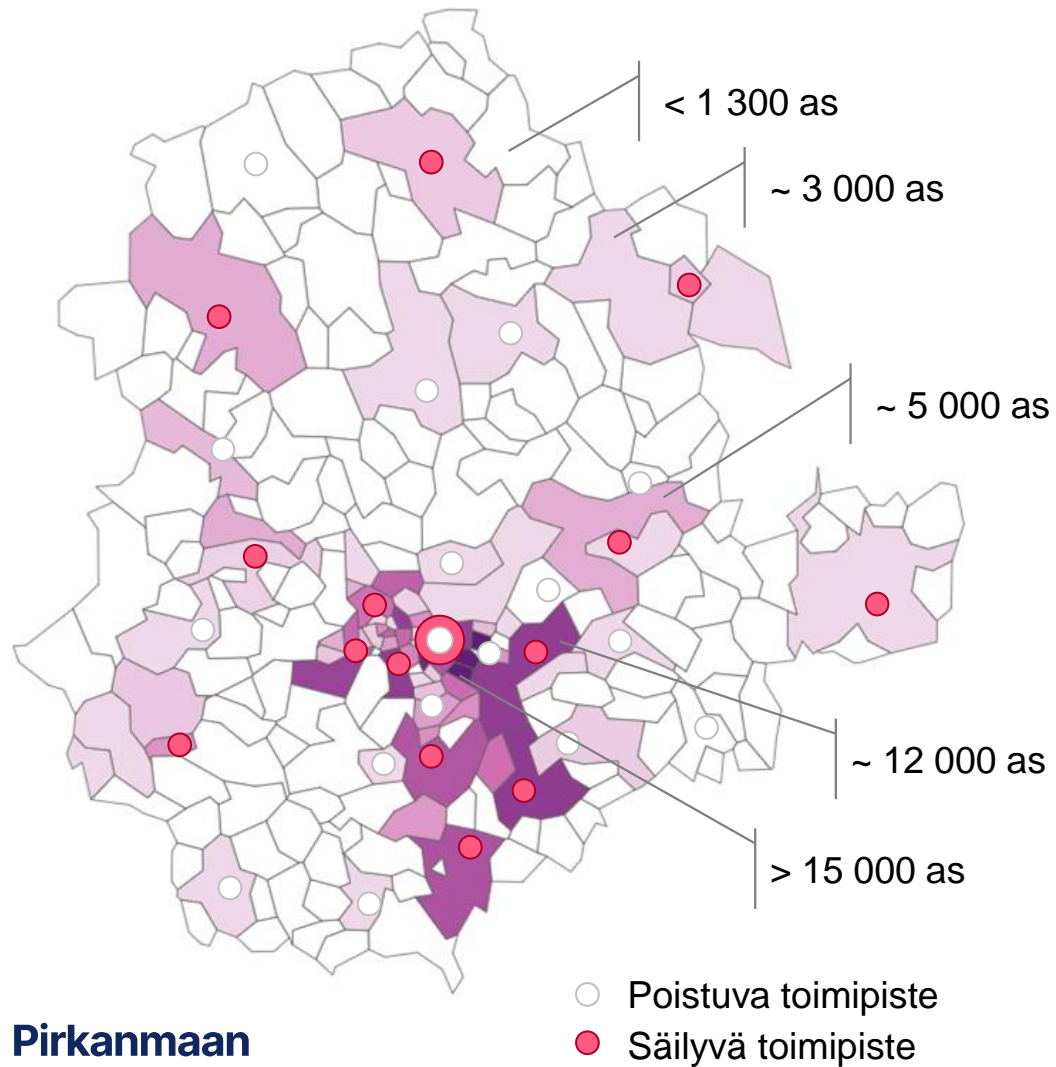 < 1 300 as
~ 3 000 as
~ 5 000 as
~ 12 000 as
> 15 000 as
Poistuva toimipiste
Säilyvä toimipiste
Pirkanmaan